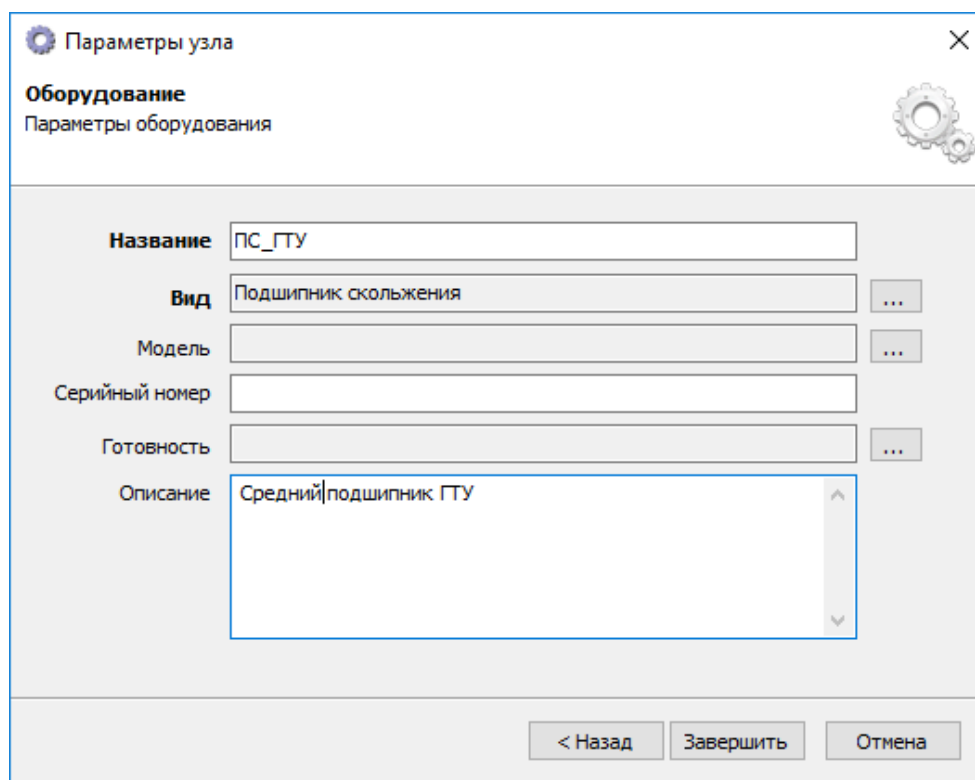 Параметры узла
Оборудование
Параметры оборудования
Название ПС_ГТУ
Вид Подшипник скольжения ...
Модель ...
Серийный номер
Готовность ...
Описание Средний подшипник ГТУ
< Назад Завершить Отмена